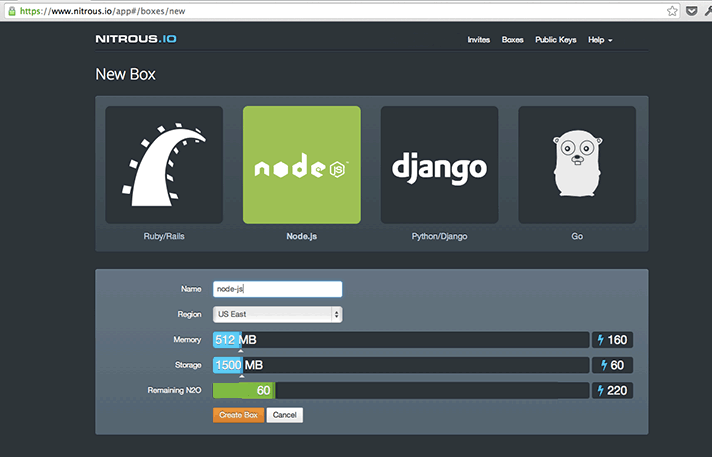 https://www.nitrous.io/app#/boxes/new
NITROUS.IO Invites Boxes Public Keys Help
New Box
node JS ™ django
Ruby/Rails Node.js Python/Django Go
Name node-js
Region US East
Memory 512 MB 160
Storage 1500 MB 60
Remaining N2O 60 220
Create Box Cancel